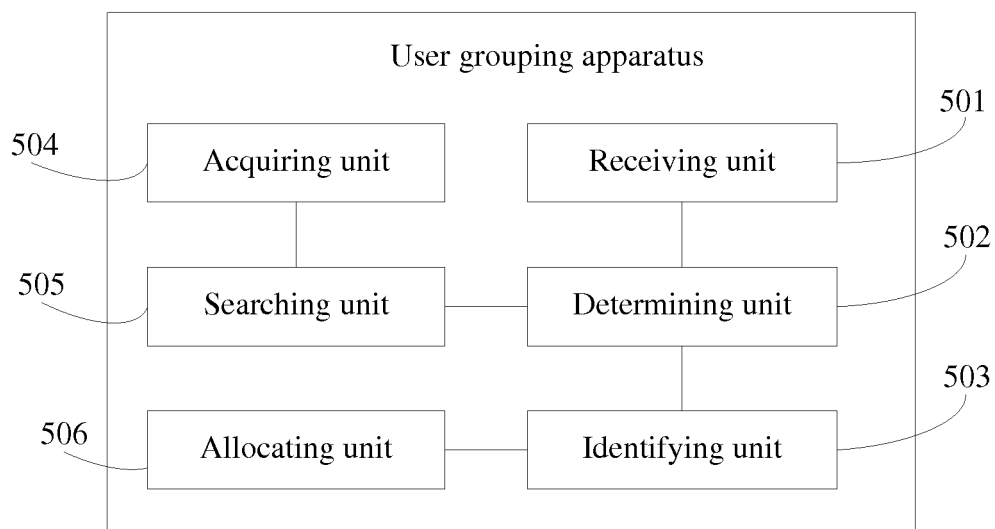 User grouping apparatus
501
504
Acquiring unit
Receiving unit
502
505
Searching unit
Determining unit
503
506
Allocating unit
Identifying unit